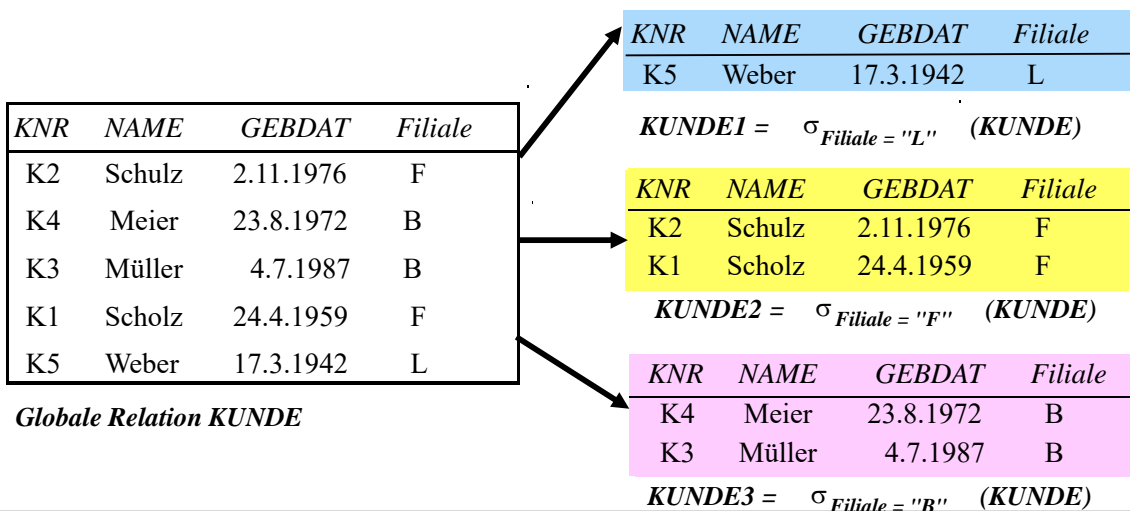 KNR NAME GEBDAT Filiale
K2 Schulz 2.11.1976 F
K4 Meier 23.8.1972 B
K3 Müller 4.7.1987 B
K1 Scholz 24.4.1959 F
K5 Weber 17.3.1942 L
Globale Relation KUNDE
KNR NAME GEBDAT Filiale
K5 Weber 17.3.1942 L
KUNDE1 = σ Filiale = "L" (KUNDE)
KNR NAME GEBDAT Filiale
K2 Schulz 2.11.1976 F
K1 Scholz 24.4.1959 F
KUNDE2 = σ Filiale = "F" (KUNDE)
KNR NAME GEBDAT Filiale
K4 Meier 23.8.1972 B
K3 Müller 4.7.1987 B
KUNDE3 = σ Filiale = "B" (KUNDE)